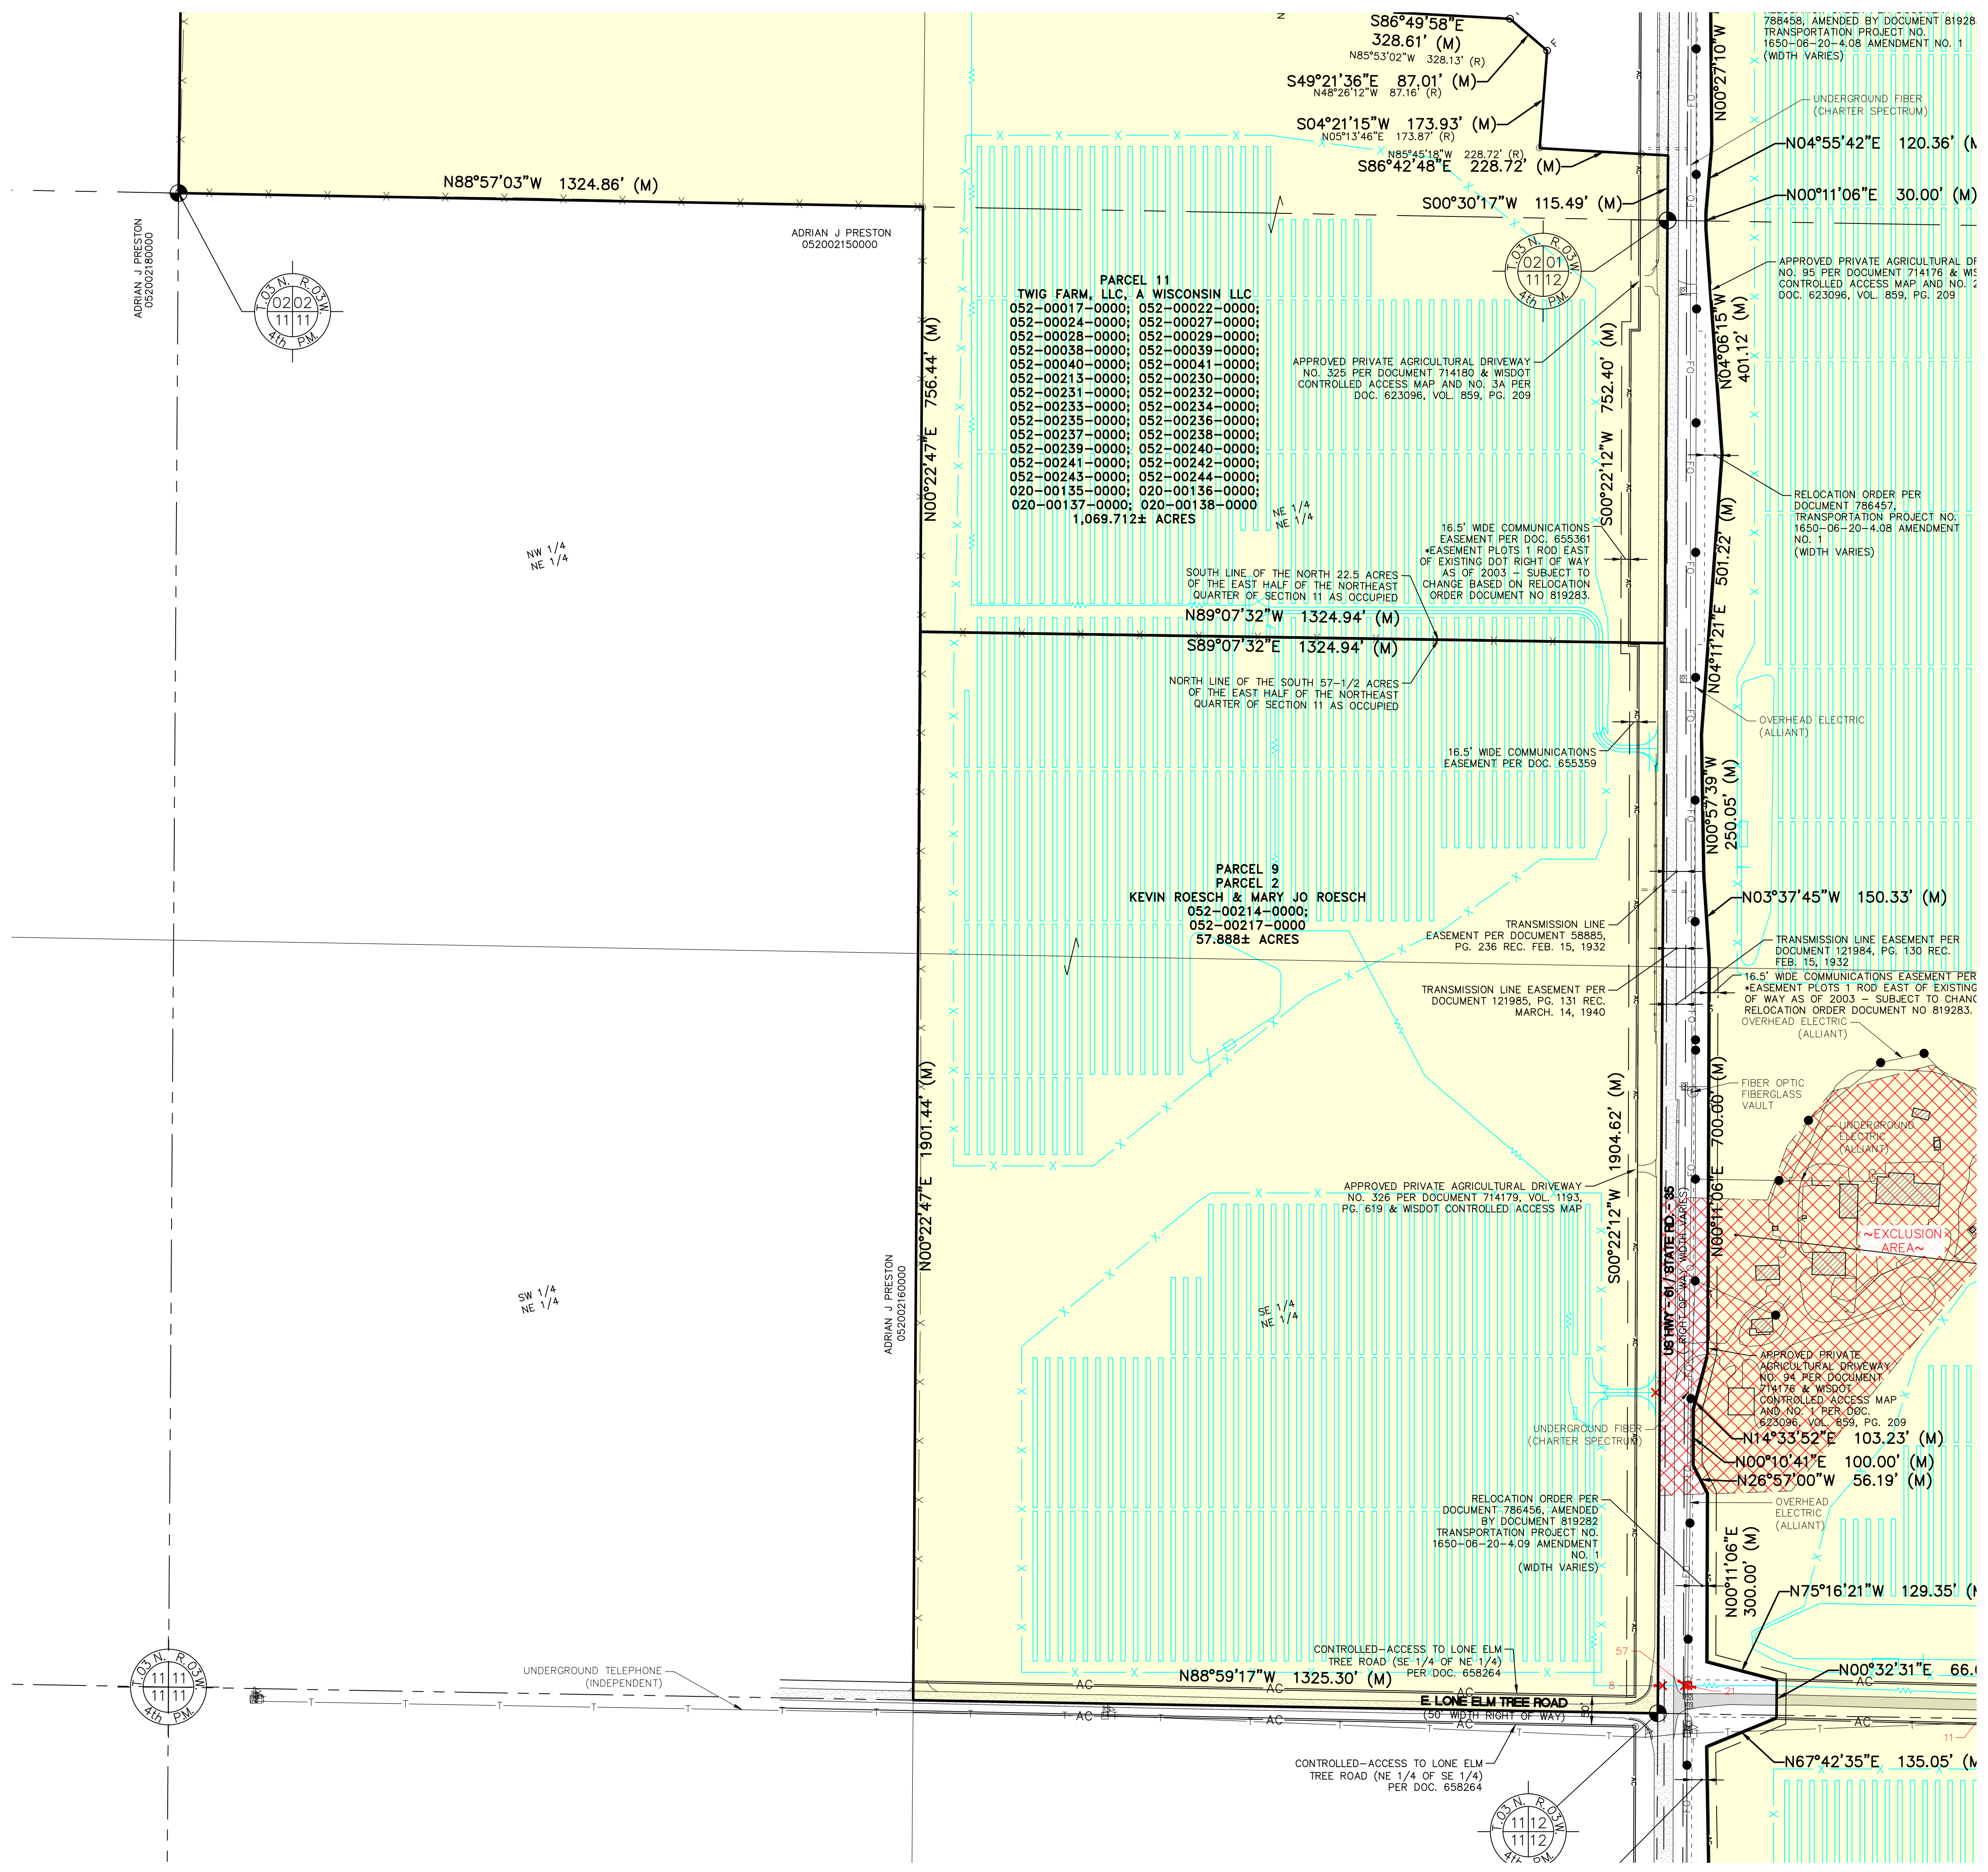 S86°49'58"E
328.61' (M)
N85°53'02"W 328.13' (R)
S49°21'36"E 87.01' (M)
N48°26'12"W 87.16' (R)
S04°21'15"W 173.93' (M)
N05°13'46"E 173.87' (R)
N85°45'18"W 228.72' (R)
S86°42'48"E 228.72' (M)
S00°30'17"W 115.49' (M)
N
F
788458, AMENDED BY DOCUMENT 81928
TRANSPORTATION PROJECT NO.
1650-06-20-4.08 AMENDMENT NO. 1
(WIDTH VARIES)
N00°27'10"W
UNDERGROUND FIBER
(CHARTER SPECTRUM)
N04°55'42"E 120.36' (M
N00°11'06"E 30.00' (M)
N88°57'03"W 1324.86' (M)
ADRIAN J PRESTON
052002180000
ADRIAN J PRESTON
052002150000
T.03 N. R.03W.
02 02
11 11
4th P.M.
T.03 N. R.03W.
02 01
11 12
4th P.M.
APPROVED PRIVATE AGRICULTURAL DR
NO. 95 PER DOCUMENT 714176 & WIS
CONTROLLED ACCESS MAP AND NO. 2
DOC. 623096, VOL. 859, PG. 209
PARCEL 11
TWIG FARM, LLC, A WISCONSIN LLC
052-00017-0000; 052-00022-0000;
052-00024-0000; 052-00027-0000;
052-00028-0000; 052-00029-0000;
052-00038-0000; 052-00039-0000;
052-00040-0000; 052-00041-0000;
052-00213-0000; 052-00230-0000;
052-00231-0000; 052-00232-0000;
052-00233-0000; 052-00234-0000;
052-00235-0000; 052-00236-0000;
052-00237-0000; 052-00238-0000;
052-00239-0000; 052-00240-0000;
052-00241-0000; 052-00242-0000;
052-00243-0000; 052-00244-0000;
020-00135-0000; 020-00136-0000;
020-00137-0000; 020-00138-0000
1,069.712± ACRES
N00°22'47"E 756.44' (M)
APPROVED PRIVATE AGRICULTURAL DRIVEWAY
NO. 325 PER DOCUMENT 714180 & WISDOT
CONTROLLED ACCESS MAP AND NO. 3A PER
DOC. 623096, VOL. 859, PG. 209
S00°22'12"W 752.40' (M)
N04°06'15"W
401.12' (M)
RELOCATION ORDER PER
DOCUMENT 786457,
TRANSPORTATION PROJECT NO.
1650-06-20-4.08 AMENDMENT
NO. 1
(WIDTH VARIES)
NE 1/4
NE 1/4
NW 1/4
NE 1/4
16.5' WIDE COMMUNICATIONS
EASEMENT PER DOC. 655361
*EASEMENT PLOTS 1 ROD EAST
OF EXISTING DOT RIGHT OF WAY
AS OF 2003 – SUBJECT TO
CHANGE BASED ON RELOCATION
ORDER DOCUMENT NO 819283.
SOUTH LINE OF THE NORTH 22.5 ACRES
OF THE EAST HALF OF THE NORTHEAST
QUARTER OF SECTION 11 AS OCCUPIED
N89°07'32"W 1324.94' (M)
S89°07'32"E 1324.94' (M)
NORTH LINE OF THE SOUTH 57-1/2 ACRES
OF THE EAST HALF OF THE NORTHEAST
QUARTER OF SECTION 11 AS OCCUPIED
N04°11'21"E 501.22' (M)
OVERHEAD ELECTRIC
(ALLIANT)
16.5' WIDE COMMUNICATIONS
EASEMENT PER DOC. 655359
N00°57'39"W
250.05' (M)
PARCEL 9
PARCEL 2
KEVIN ROESCH & MARY JO ROESCH
052-00214-0000;
052-00217-0000
57.888± ACRES
N03°37'45"W 150.33' (M)
TRANSMISSION LINE
EASEMENT PER DOCUMENT 58885,
PG. 236 REC. FEB. 15, 1932
TRANSMISSION LINE EASEMENT PER
DOCUMENT 121984, PG. 130 REC.
FEB. 15, 1932
16.5' WIDE COMMUNICATIONS EASEMENT PER
*EASEMENT PLOTS 1 ROD EAST OF EXISTING
OF WAY AS OF 2003 – SUBJECT TO CHANG
RELOCATION ORDER DOCUMENT NO 819283.
TRANSMISSION LINE EASEMENT PER
DOCUMENT 121985, PG. 131 REC.
MARCH. 14, 1940
OVERHEAD ELECTRIC
(ALLIANT)
FIBER OPTIC
FIBERGLASS
VAULT
UNDERGROUND
ELECTRIC
(ALLIANT)
N00°22'47"E 1901.44' (M)
S00°22'12"W 1904.62' (M)
N00°11'06"E 700.00' (M)
APPROVED PRIVATE AGRICULTURAL DRIVEWAY
NO. 326 PER DOCUMENT 714179, VOL. 1193,
PG. 619 & WISDOT CONTROLLED ACCESS MAP
US HWY - 61 / STATE RD. - 35
(RIGHT OF WAY WIDTH VARIES)
~EXCLUSION
AREA~
ADRIAN J PRESTON
052002160000
SW 1/4
NE 1/4
SE 1/4
NE 1/4
APPROVED PRIVATE
AGRICULTURAL DRIVEWAY
NO. 94 PER DOCUMENT
714176 & WISDOT
CONTROLLED ACCESS MAP
AND NO. 1 PER DOC.
623096, VOL. 859, PG. 209
UNDERGROUND FIBER
(CHARTER SPECTRUM)
N14°33'52"E 103.23' (M)
N00°10'41"E 100.00' (M)
N26°57'00"W 56.19' (M)
RELOCATION ORDER PER
DOCUMENT 786456, AMENDED
BY DOCUMENT 819282
TRANSPORTATION PROJECT NO.
1650-06-20-4.09 AMENDMENT
NO. 1
(WIDTH VARIES)
OVERHEAD
ELECTRIC
(ALLIANT)
N00°11'06"E
300.00' (M)
N75°16'21"W 129.35' (M
CONTROLLED-ACCESS TO LONE ELM
TREE ROAD (SE 1/4 OF NE 1/4)
PER DOC. 658264
57
8
21
11
N00°32'31"E 66.
UNDERGROUND TELEPHONE
(INDEPENDENT)
N88°59'17"W 1325.30' (M)
E. LONE ELM TREE ROAD
(50' WIDTH RIGHT OF WAY)
50'
T.03 N. R.03W.
11 11
11 11
4th P.M.
CONTROLLED-ACCESS TO LONE ELM
TREE ROAD (NE 1/4 OF SE 1/4)
PER DOC. 658264
N67°42'35"E 135.05' (M
T.03 N. R.03W.
11 12
11 12
4th P.M.